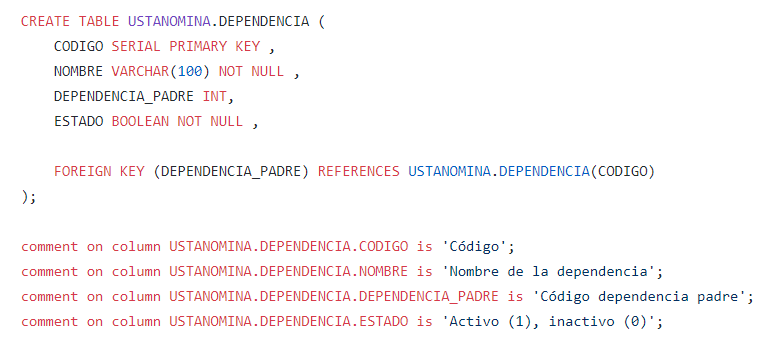 CREATE TABLE USTANOMINA.DEPENDENCIA (
CODIGO SERIAL PRIMARY KEY ,
NOMBRE VARCHAR(100) NOT NULL ,
DEPENDENCIA_PADRE INT,
ESTADO BOOLEAN NOT NULL ,
FOREIGN KEY (DEPENDENCIA_PADRE) REFERENCES USTANOMINA.DEPENDENCIA(CODIGO)
);
comment on column USTANOMINA.DEPENDENCIA.CODIGO is 'Código';
comment on column USTANOMINA.DEPENDENCIA.NOMBRE is 'Nombre de la dependencia';
comment on column USTANOMINA.DEPENDENCIA.DEPENDENCIA_PADRE is 'Código dependencia padre';
comment on column USTANOMINA.DEPENDENCIA.ESTADO is 'Activo (1), inactivo (0)';